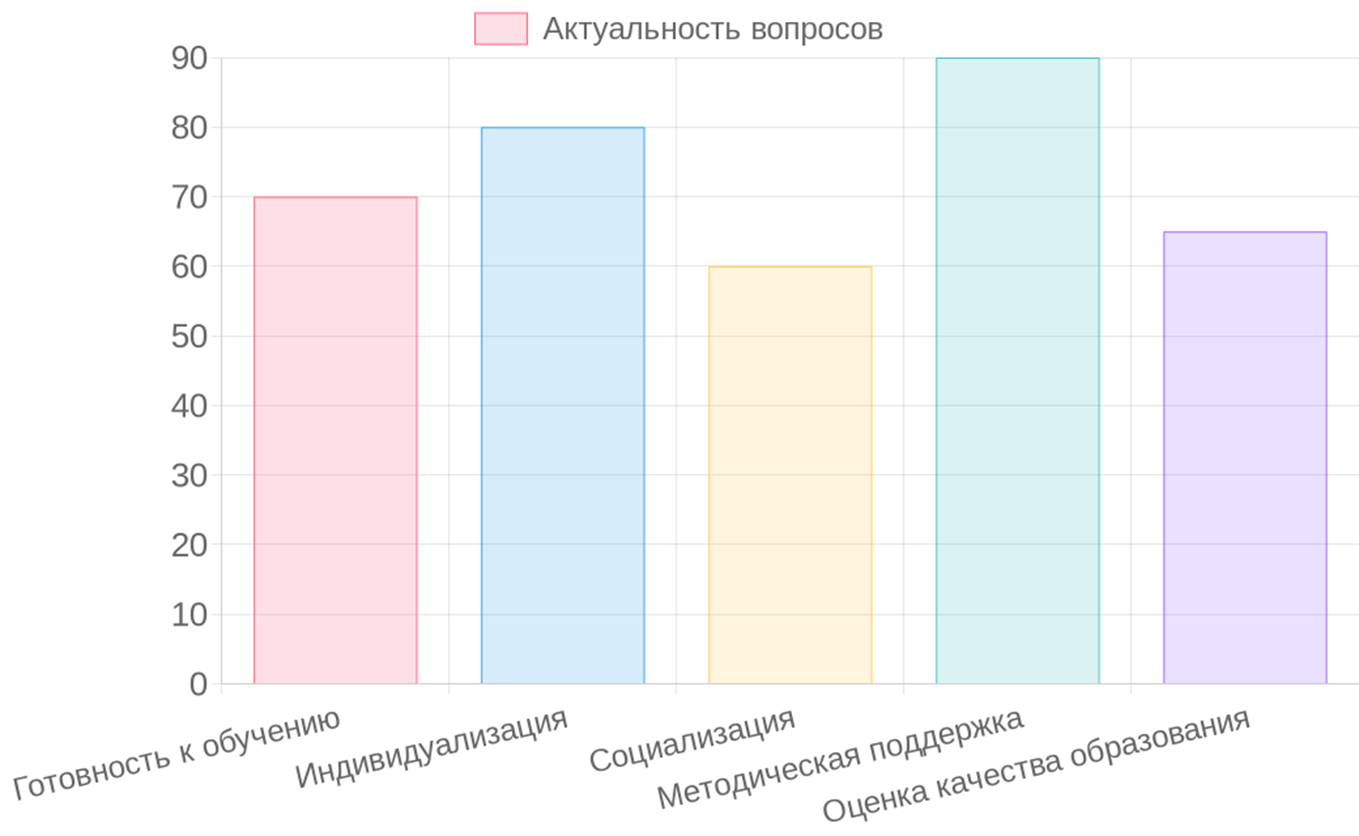 Актуальность вопросов
90
80
70
60
50
40
30
20
10
0
Готовность к обучению
Индивидуализация
Социализация
Методическая поддержка
Оценка качества образования